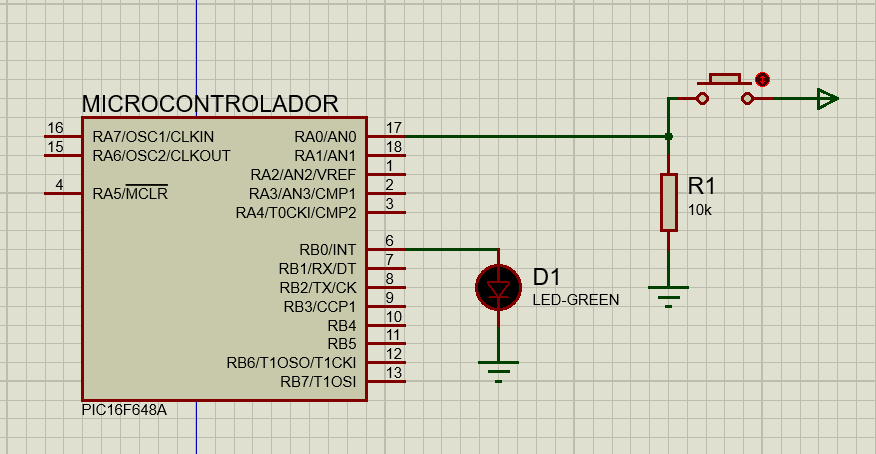 MICROCONTROLADOR
16 RA7/OSC1/CLKIN RA0/AN0 17
15 RA6/OSC2/CLKOUT RA1/AN1 18
RA2/AN2/VREF 1
4 RA5/MCLR RA3/AN3/CMP1 2
RA4/T0CKI/CMP2 3
RB0/INT 6
RB1/RX/DT 7
RB2/TX/CK 8
RB3/CCP1 9
RB4 10
RB5 11
RB6/T1OSO/T1CKI 12
RB7/T1OSI 13
PIC16F648A
D1
LED-GREEN
R1
10k